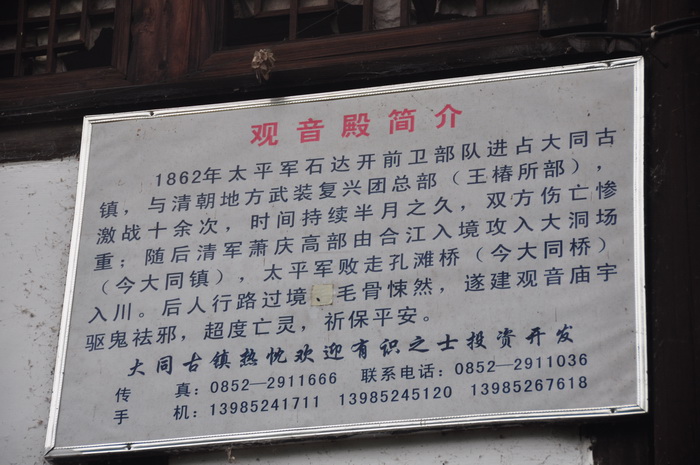 观音殿简介
1862年太平军石达开前卫部队进占大同古
镇，与清朝地方武装复兴团总部（王椿所部），
激战十余次，时间持续半月之久，双方伤亡惨
重；随后清军萧庆高部由合江入境攻入大洞场
（今大同镇），太平军败走孔滩桥（今大同桥）
入川。后人行路过境、毛骨悚然，遂建观音庙宇
驱鬼祛邪，超度亡灵，祈保平安。
大同古镇热忱欢迎有识之士投资开发
传 真：0852—2911666 联系电话：0852—2911036
手 机：13985241711 13985245120 13985267618